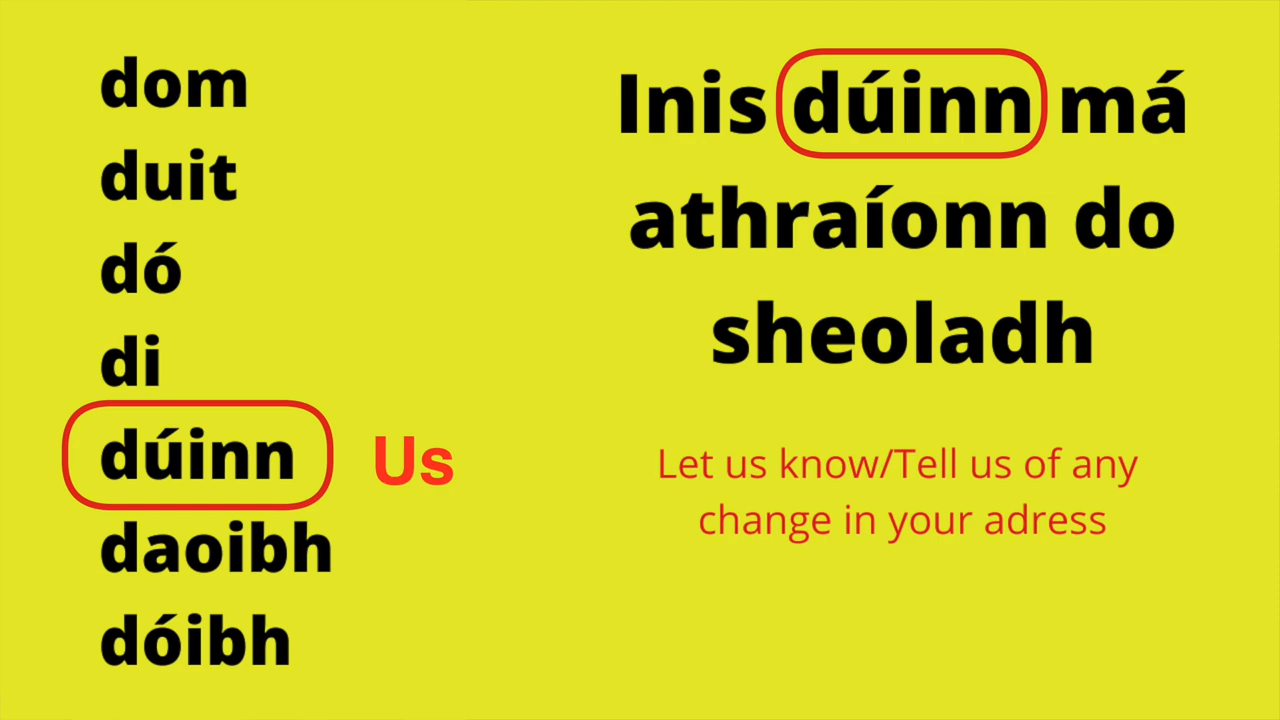 dom
duit
dó
di
dúinn Us
daoibh
dóibh
Inis dúinn má
athraíonn do
sheoladh
Let us know/Tell us of any
change in your adress